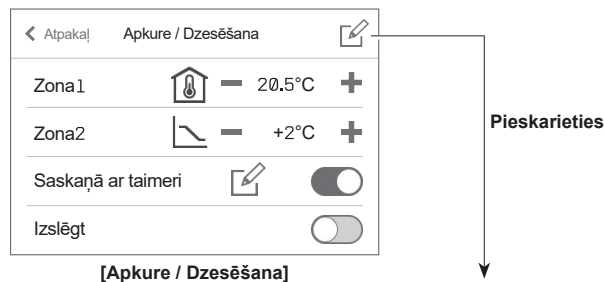 Atpakaļ Apkure / Dzesēšana
Zona1 20.5°C
Zona2 +2°C
Saskaņā ar taimeri
Izslēgt
[Apkure / Dzesēšana]
Pieskarieties